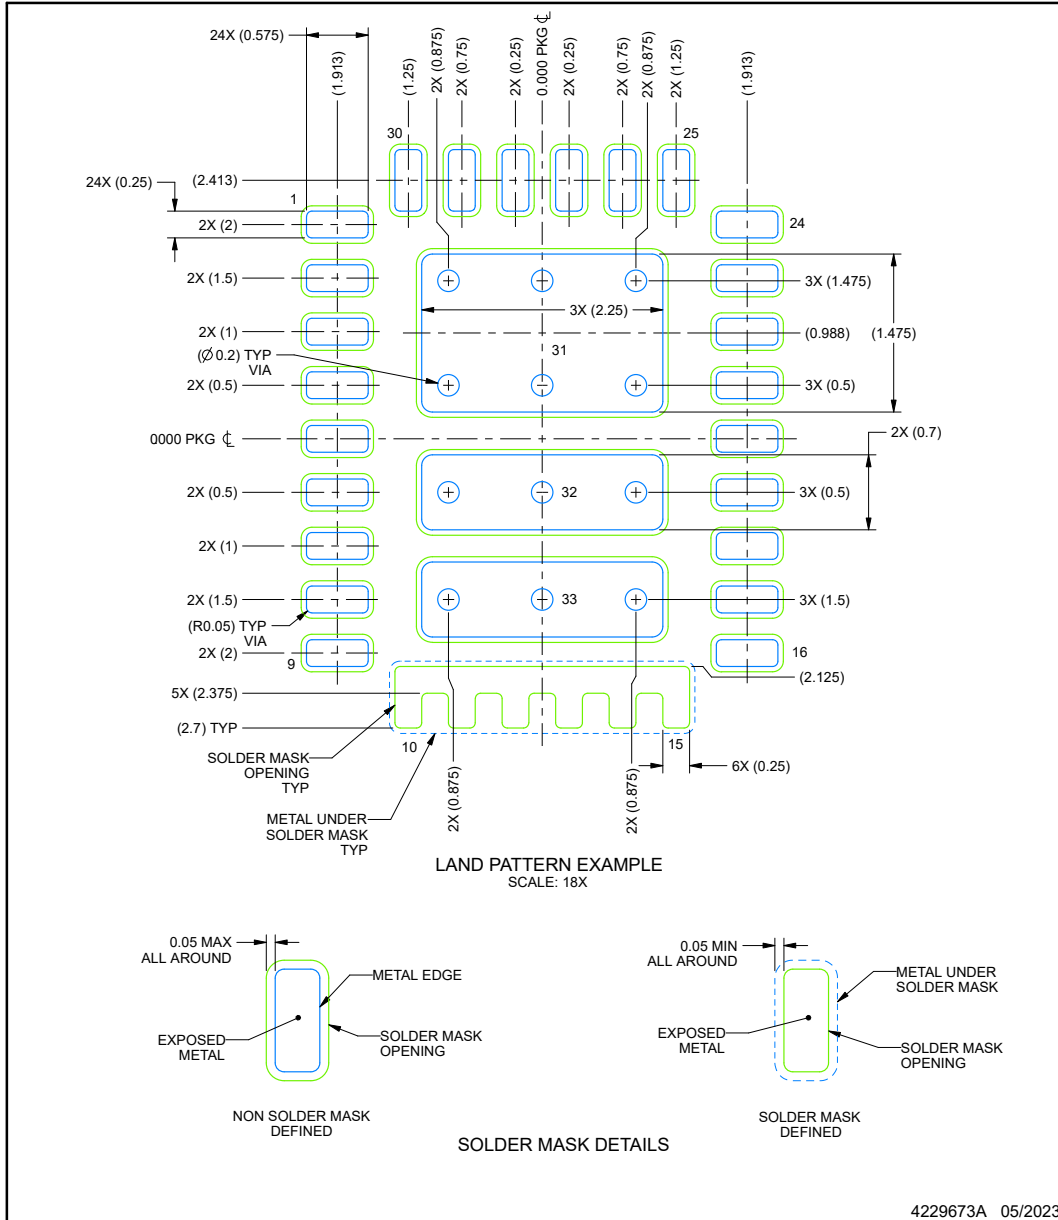 24X (0.575)
(1.913)
(1.25)
2X (0.875)
2X (0.75)
2X (0.25)
0.000 PKG ℄
2X (0.25)
2X (0.75)
2X (0.875)
2X (1.25)
(1.913)
30
25
(2.413)
24X (0.25)
1
2X (2)
24
2X (1.5)
3X (1.475)
3X (2.25)
2X (1)
(0.988)
(1.475)
31
(Ø 0.2) TYP
VIA
2X (0.5)
3X (0.5)
0000 PKG ℄
2X (0.7)
2X (0.5)
32
3X (0.5)
2X (1)
2X (1.5)
33
3X (1.5)
(R0.05) TYP
VIA
2X (2)
9
16
(2.125)
5X (2.375)
(2.7) TYP
10
15
SOLDER MASK
OPENING
TYP
6X (0.25)
2X (0.875)
2X (0.875)
METAL UNDER
SOLDER MASK
TYP
LAND PATTERN EXAMPLE
SCALE: 18X
0.05 MAX
ALL AROUND
METAL EDGE
EXPOSED
METAL
SOLDER MASK
OPENING
NON SOLDER MASK
DEFINED
0.05 MIN
ALL AROUND
METAL UNDER
SOLDER MASK
EXPOSED
METAL
SOLDER MASK
OPENING
SOLDER MASK
DEFINED
SOLDER MASK DETAILS
4229673A 05/2023